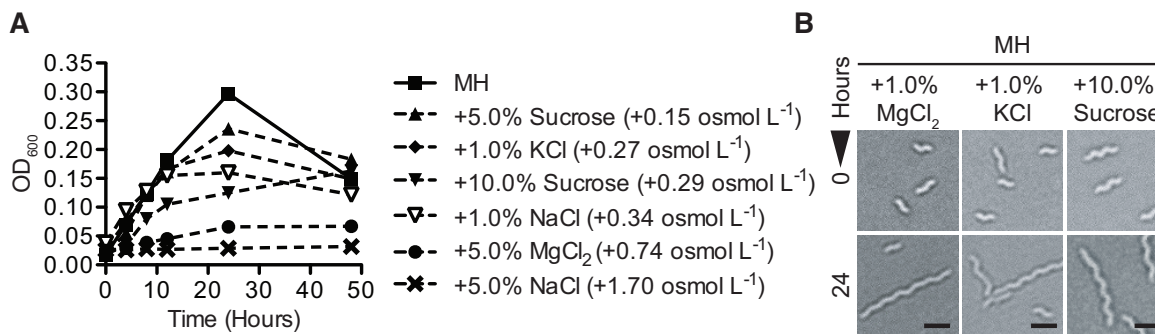 A
0.35
0.30
0.25
0.20
0.15
0.10
0.05
0.00
OD600
0 10 20 30 40 50
Time (Hours)
MH
+5.0% Sucrose (+0.15 osmol L-1)
+1.0% KCl (+0.27 osmol L-1)
+10.0% Sucrose (+0.29 osmol L-1)
+1.0% NaCl (+0.34 osmol L-1)
+5.0% MgCl2 (+0.74 osmol L-1)
+5.0% NaCl (+1.70 osmol L-1)
B
MH
Hours
+1.0% +1.0% +10.0%
MgCl2 KCl Sucrose
0
24